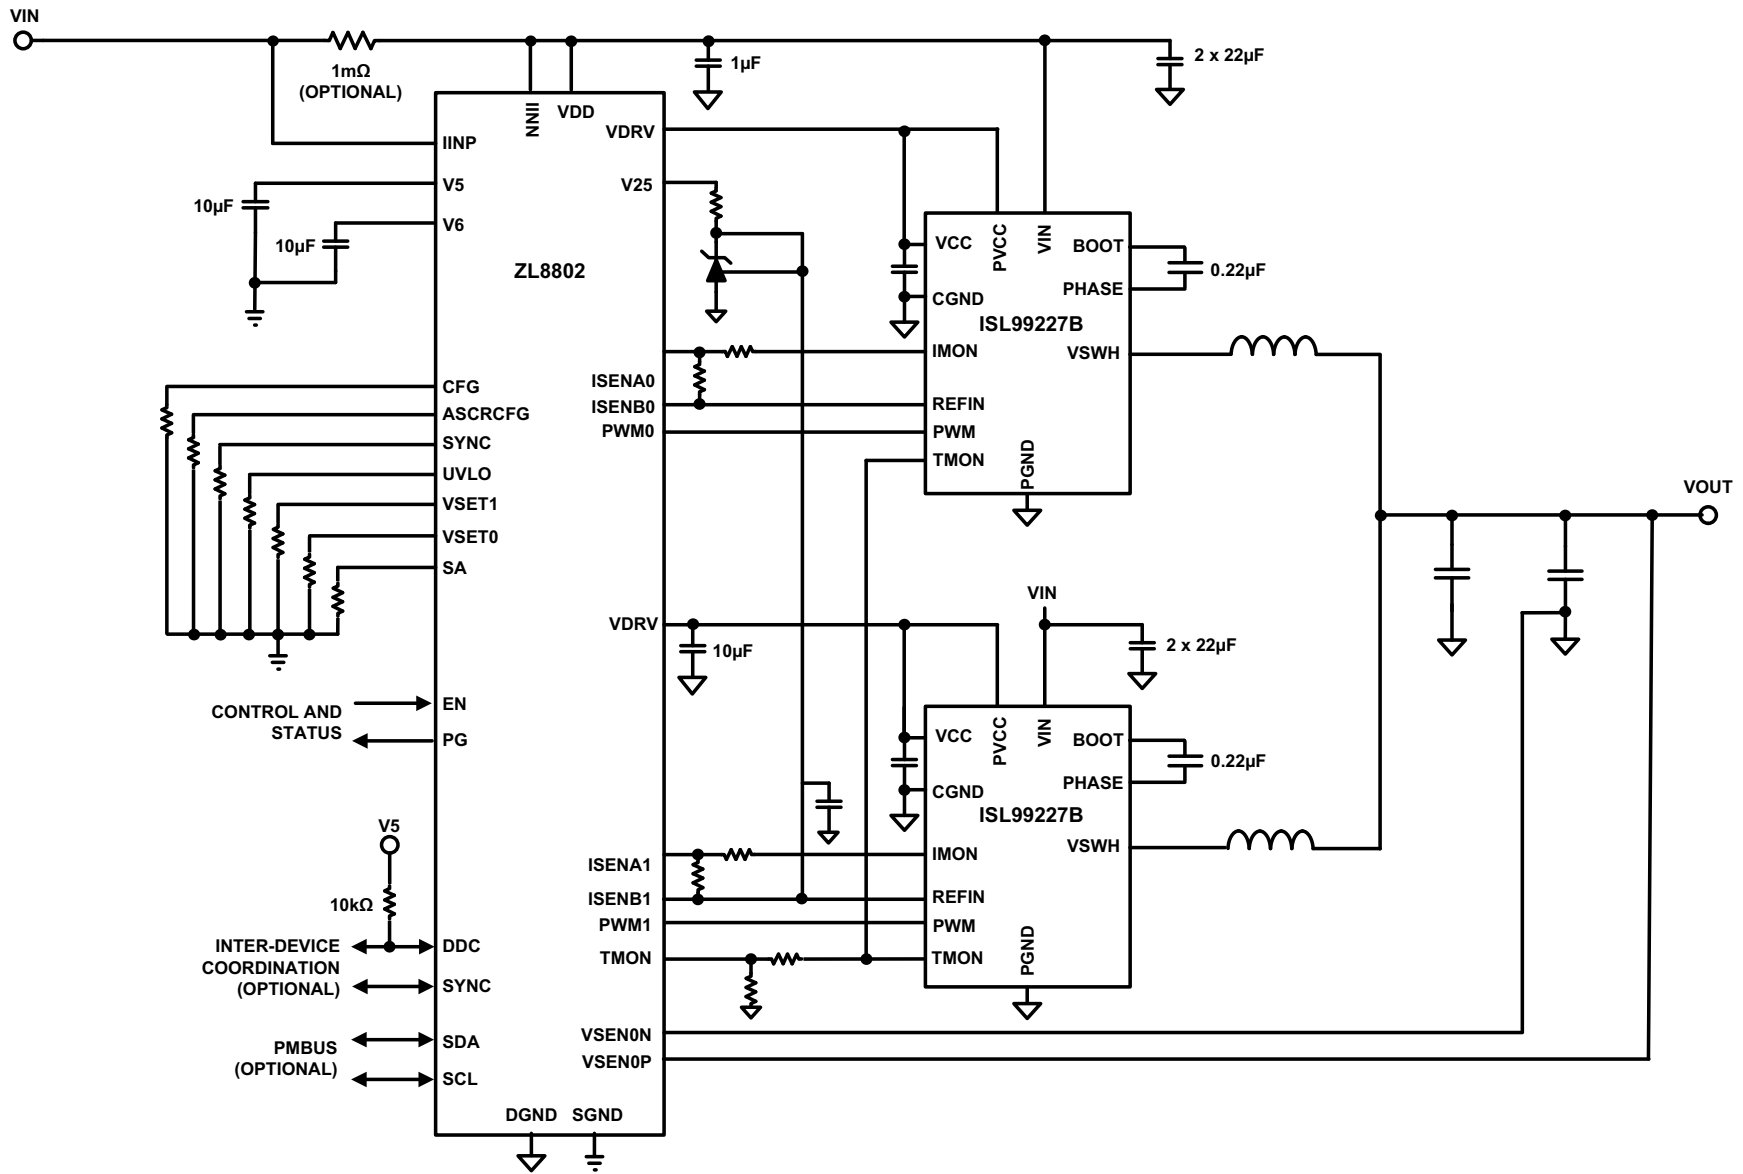 VIN
1mΩ
(OPTIONAL)
1µF
2 x 22µF
IINN
VDD
VDRV
IINP
V5
V25
10µF
V6
10µF
ZL8802
VCC
PVCC
VIN
BOOT
0.22µF
PHASE
CGND
ISL99227B
IMON
VSWH
ISENA0
ISENB0
REFIN
PWM0
PWM
TMON
PGND
CFG
ASCRCFG
SYNC
UVLO
VSET1
VSET0
SA
VOUT
VIN
VDRV
10µF
2 x 22µF
CONTROL AND
STATUS
EN
PG
VCC
PVCC
VIN
BOOT
0.22µF
PHASE
CGND
ISL99227B
V5
IMON
VSWH
ISENA1
ISENB1
REFIN
10kΩ
PWM1
PWM
TMON
TMON
PGND
INTER-DEVICE
COORDINATION
(OPTIONAL)
DDC
SYNC
PMBUS
(OPTIONAL)
SDA
SCL
VSEN0N
VSEN0P
DGND
SGND